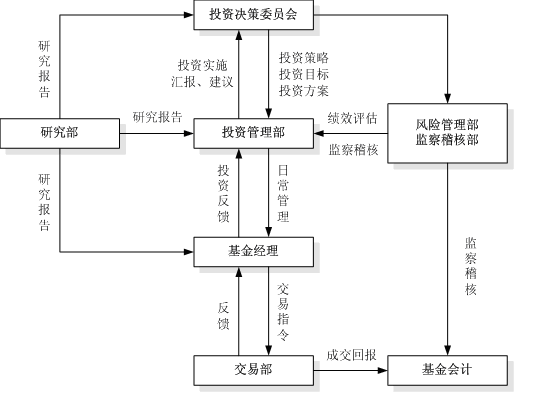 投资决策委员会
研究报告
投资实施
汇报、建议
投资策略
投资目标
投资方案
研究部
研究报告
投资管理部
绩效评估
监察稽核
风险管理部
监察稽核部
研究报告
投资反馈
日常管理
基金经理
监察稽核
反馈
交易指令
交易部
成交回报
基金会计